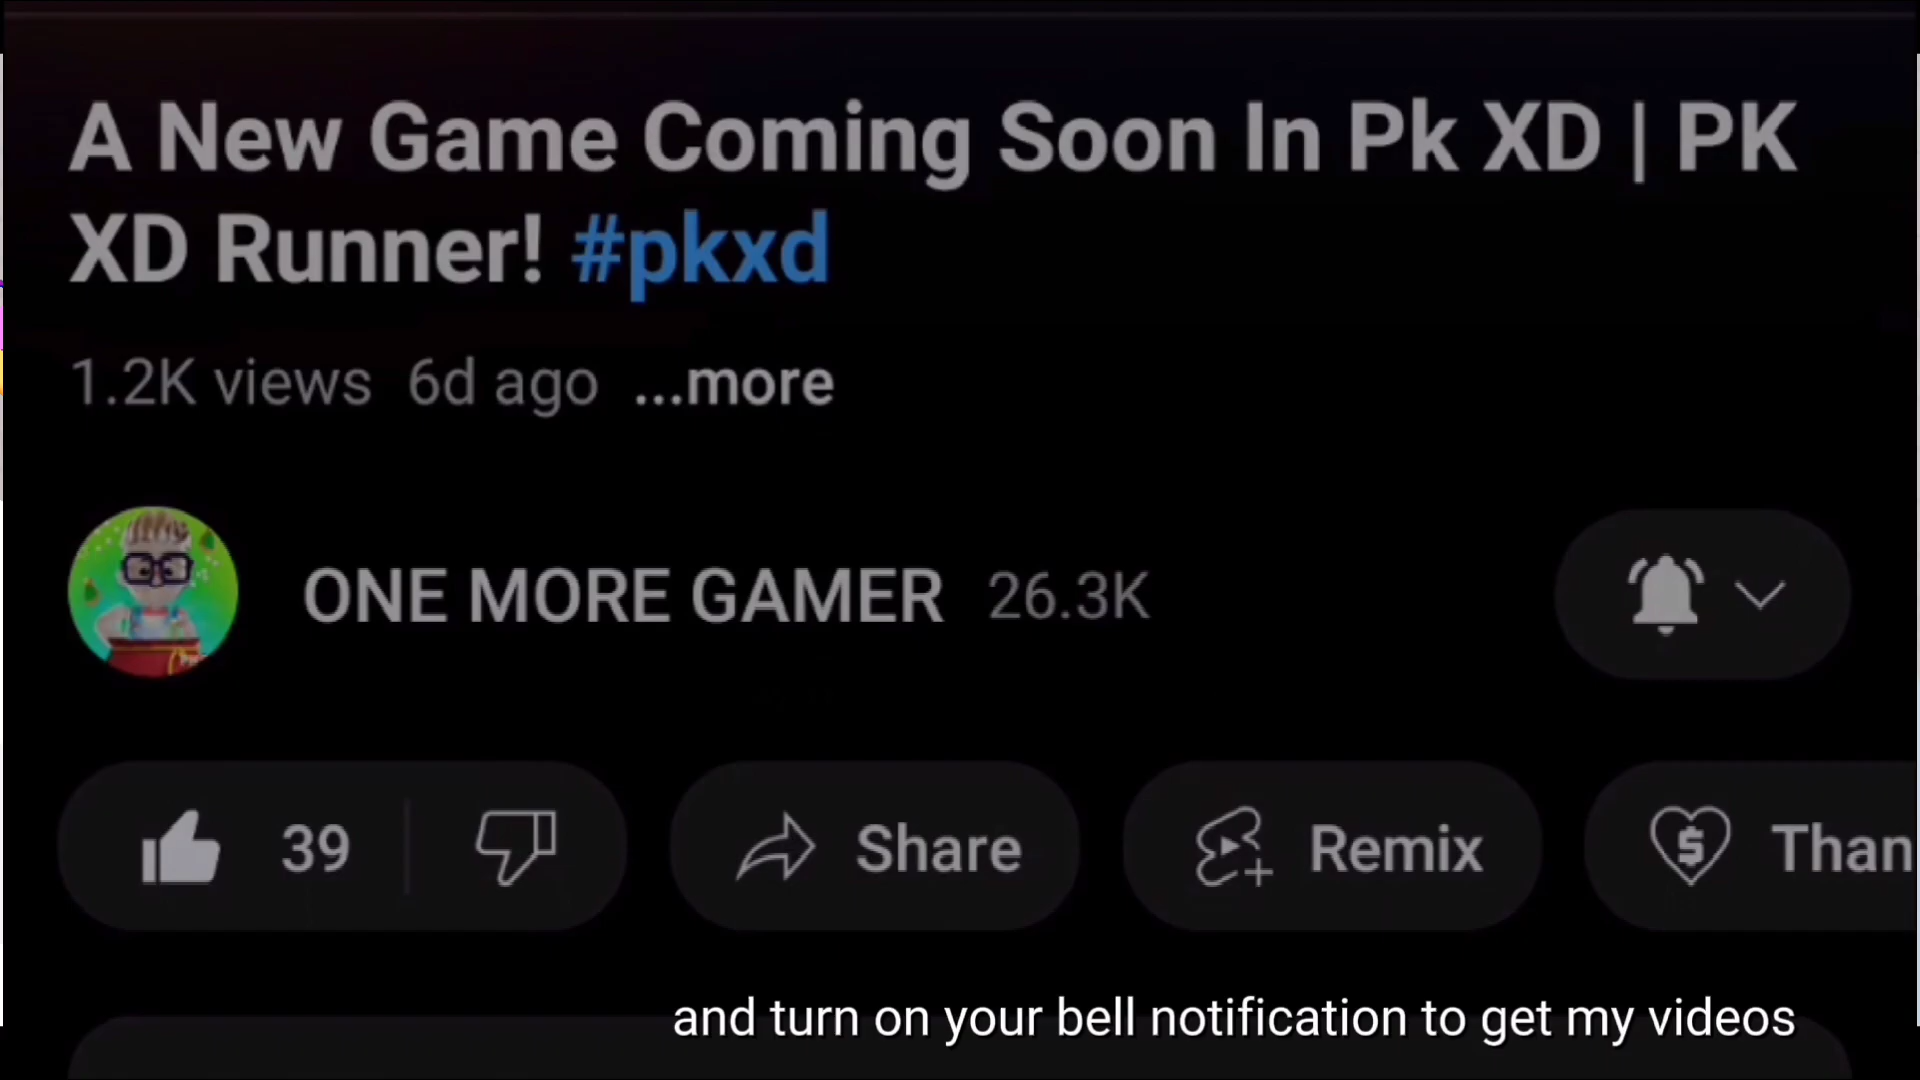 A New Game Coming Soon In Pk XD | PK
XD Runner! #pkxd
1.2K views 6d ago ...more
ONE MORE GAMER 26.3K
39 Share Remix Than
and turn on your bell notification to get my videos